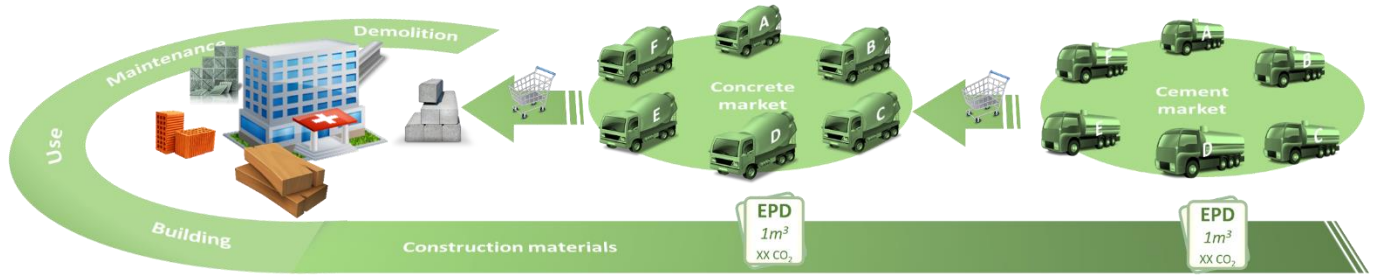 Demolition
Maintenance
Use
Building
Construction materials
A
B
C
D
E
F
Concrete
market
EPD
1m³
XX CO₂
A
B
C
D
E
F
Cement
market
EPD
1m³
XX CO₂